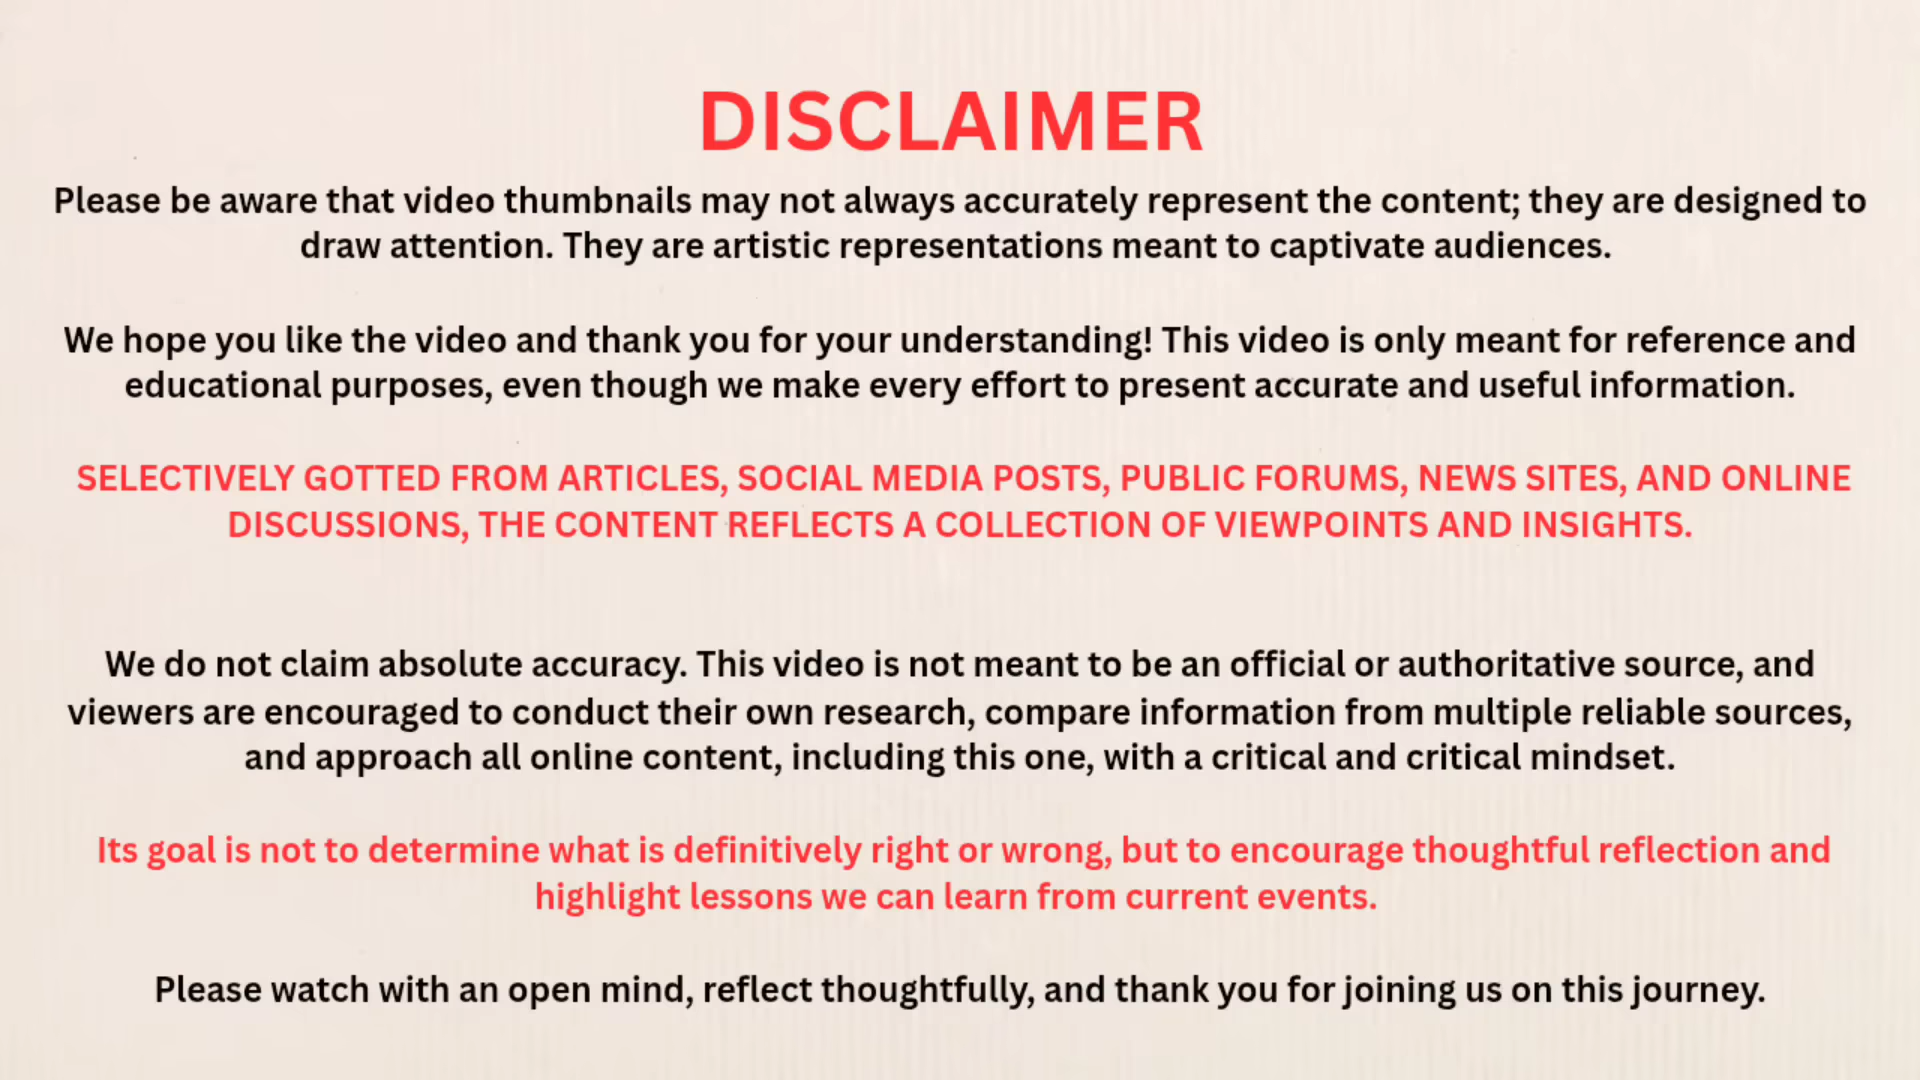 DISCLAIMER
Please be aware that video thumbnails may not always accurately represent the content; they are designed to
draw attention. They are artistic representations meant to captivate audiences.
We hope you like the video and thank you for your understanding! This video is only meant for reference and
educational purposes, even though we make every effort to present accurate and useful information.
SELECTIVELY GOTTED FROM ARTICLES, SOCIAL MEDIA POSTS, PUBLIC FORUMS, NEWS SITES, AND ONLINE
DISCUSSIONS, THE CONTENT REFLECTS A COLLECTION OF VIEWPOINTS AND INSIGHTS.
We do not claim absolute accuracy. This video is not meant to be an official or authoritative source, and
viewers are encouraged to conduct their own research, compare information from multiple reliable sources,
and approach all online content, including this one, with a critical and critical mindset.
Its goal is not to determine what is definitively right or wrong, but to encourage thoughtful reflection and
highlight lessons we can learn from current events.
Please watch with an open mind, reflect thoughtfully, and thank you for joining us on this journey.